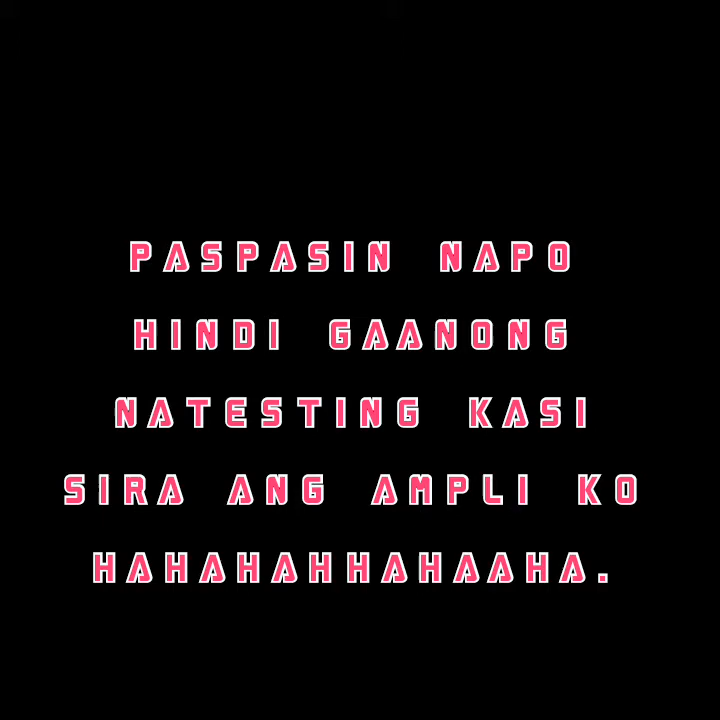 PASPASIN NAPO
HINDI GAANONG
NATESTING KASI
SIRA ANG AMPLI KO
HAHAHAHHAHAAHA.